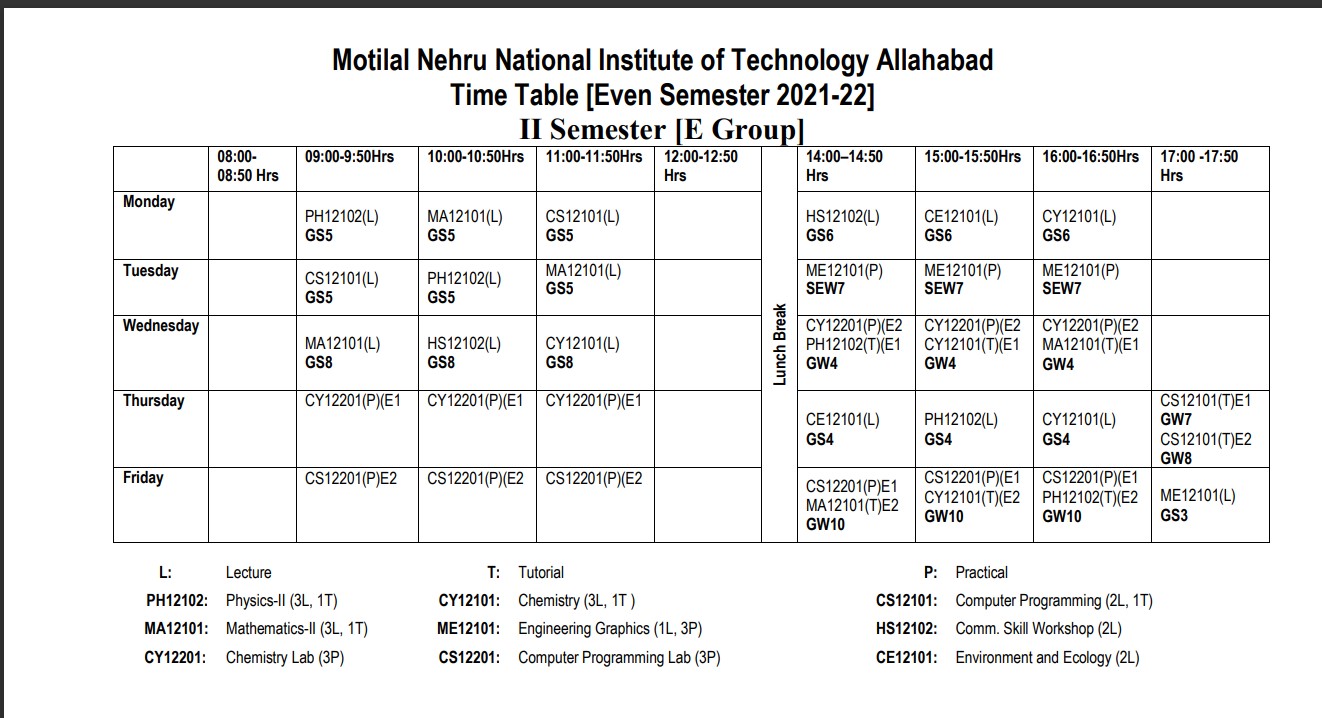 Motilal Nehru National Institute of Technology Allahabad
Time Table [Even Semester 2021-22]
II Semester [E Group]
08:00-
08:50 Hrs
09:00-9:50Hrs
10:00-10:50Hrs
11:00-11:50Hrs
12:00-12:50
Hrs
Lunch Break
14:00–14:50
Hrs
15:00-15:50Hrs
16:00-16:50Hrs
17:00 -17:50
Hrs
Monday
PH12102(L)
GS5
MA12101(L)
GS5
CS12101(L)
GS5
HS12102(L)
GS6
CE12101(L)
GS6
CY12101(L)
GS6
Tuesday
CS12101(L)
GS5
PH12102(L)
GS5
MA12101(L)
GS5
ME12101(P)
SEW7
ME12101(P)
SEW7
ME12101(P)
SEW7
Wednesday
MA12101(L)
GS8
HS12102(L)
GS8
CY12101(L)
GS8
CY12201(P)(E2
PH12102(T)(E1
GW4
CY12201(P)(E2
CY12101(T)(E1
GW4
CY12201(P)(E2
MA12101(T)(E1
GW4
Thursday
CY12201(P)(E1
CY12201(P)(E1
CY12201(P)(E1
CE12101(L)
GS4
PH12102(L)
GS4
CY12101(L)
GS4
CS12101(T)E1
GW7
CS12101(T)E2
GW8
Friday
CS12201(P)E2
CS12201(P)(E2
CS12201(P)(E2
CS12201(P)E1
MA12101(T)E2
GW10
CS12201(P)(E1
CY12101(T)(E2
GW10
CS12201(P)(E1
PH12102(T)(E2
GW10
ME12101(L)
GS3
L: Lecture T: Tutorial P: Practical
PH12102: Physics-II (3L, 1T) CY12101: Chemistry (3L, 1T ) CS12101: Computer Programming (2L, 1T)
MA12101: Mathematics-II (3L, 1T) ME12101: Engineering Graphics (1L, 3P) HS12102: Comm. Skill Workshop (2L)
CY12201: Chemistry Lab (3P) CS12201: Computer Programming Lab (3P) CE12101: Environment and Ecology (2L)